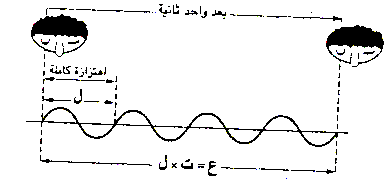 بعد واحد ثانية
اهتزازة كاملة
ل
ع = ت × ل